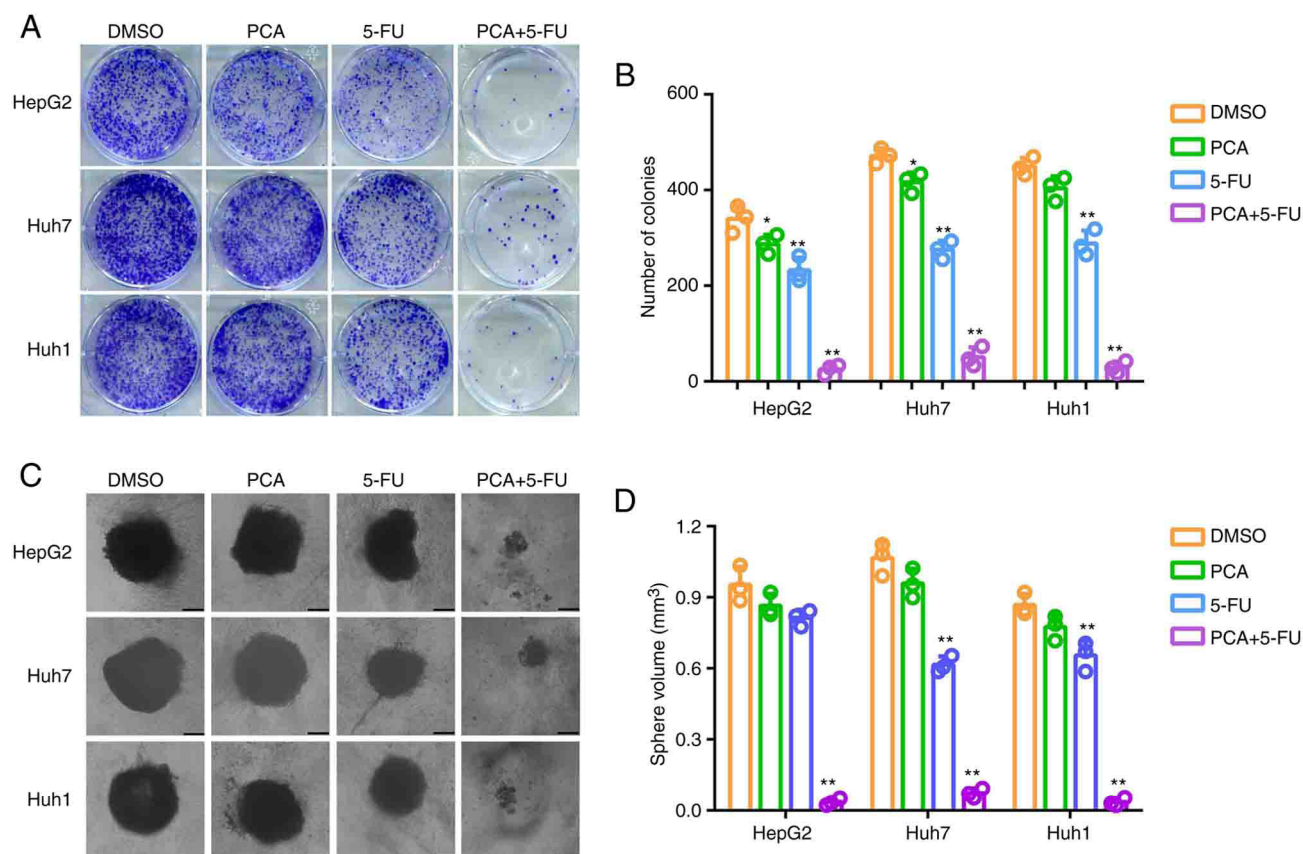 A
DMSO PCA 5-FU PCA+5-FU
HepG2
Huh7
Huh1
B
600
400
200
0
Number of colonies
* ** **
* ** **
** **
HepG2 Huh7 Huh1
DMSO
PCA
5-FU
PCA+5-FU
C
DMSO PCA 5-FU PCA+5-FU
HepG2
Huh7
Huh1
D
1.2
0.9
0.6
0.3
0.0
Sphere volume (mm³)
**
** **
** **
HepG2 Huh7 Huh1
DMSO
PCA
5-FU
PCA+5-FU